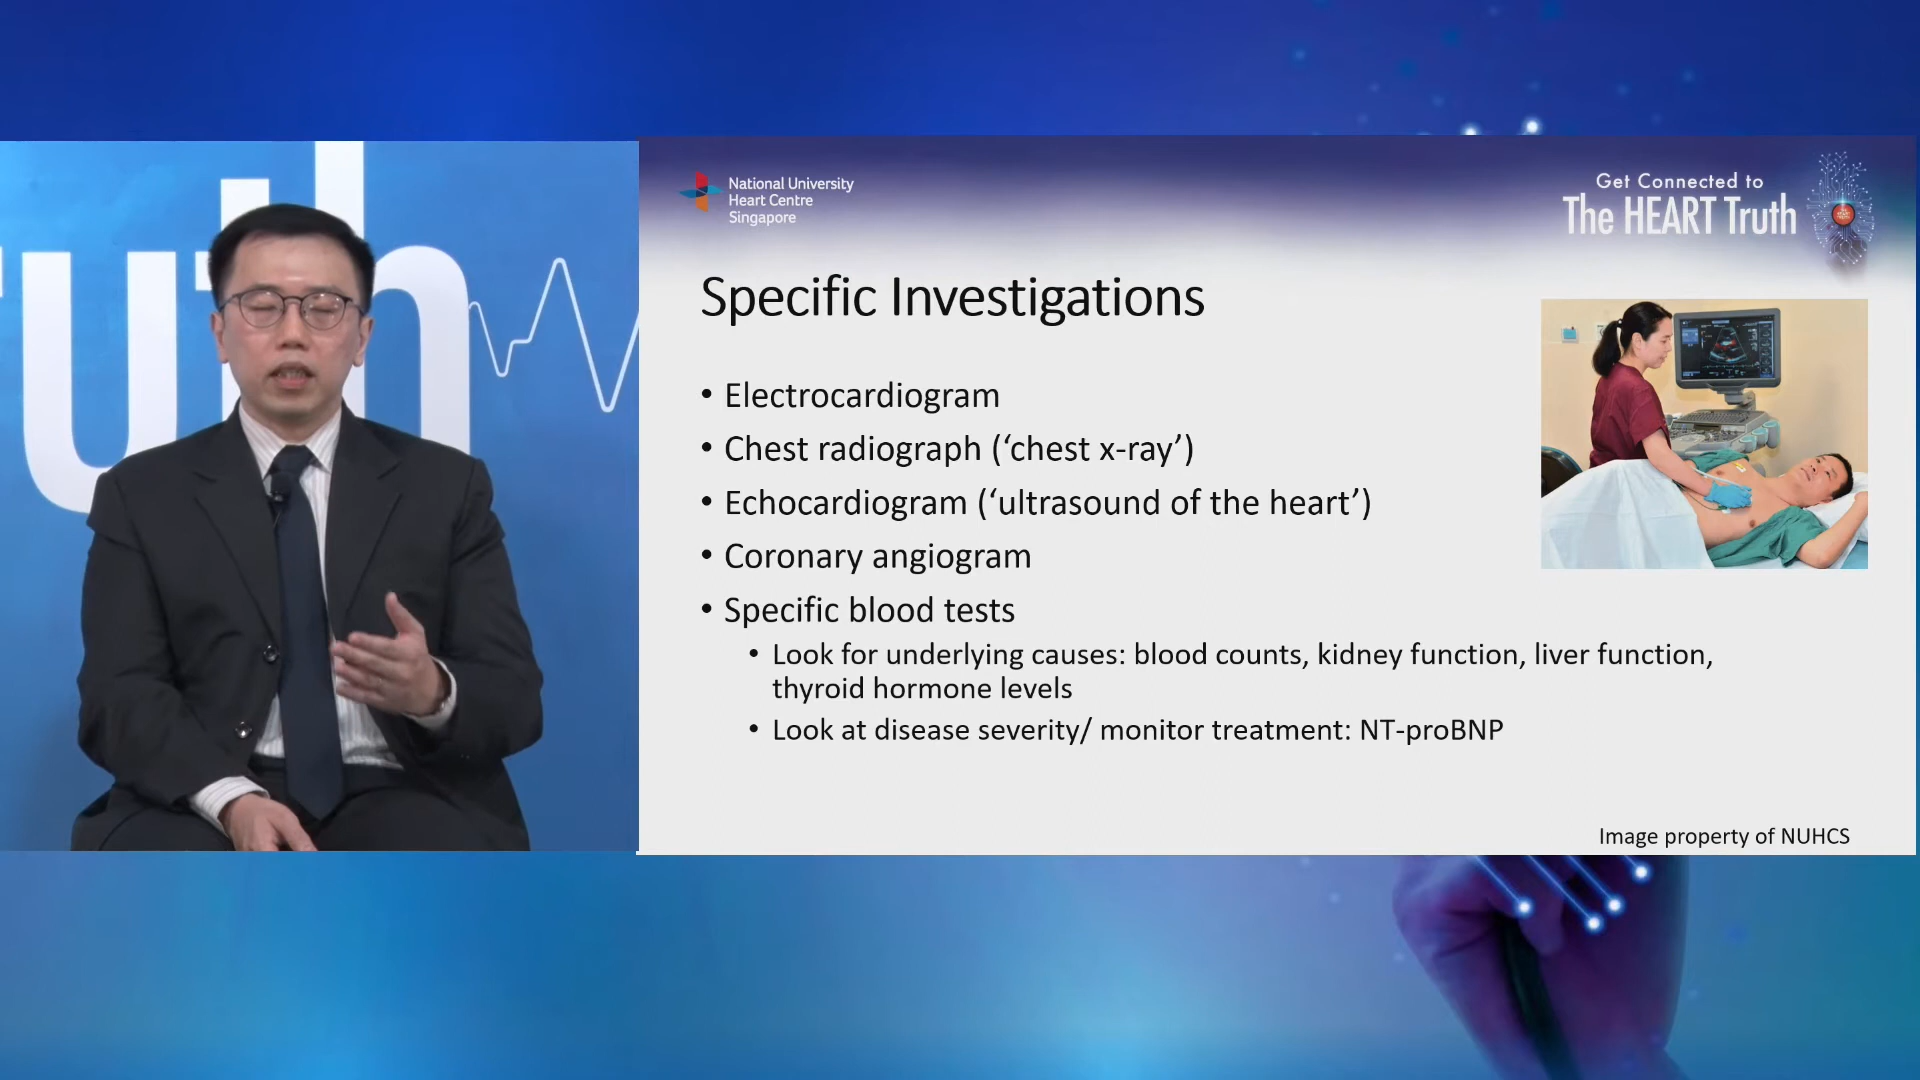 National University
Heart Centre
Singapore
Get Connected to
The HEART Truth
Specific Investigations
• Electrocardiogram
• Chest radiograph (‘chest x-ray’)
• Echocardiogram (‘ultrasound of the heart’)
• Coronary angiogram
• Specific blood tests
• Look for underlying causes: blood counts, kidney function, liver function,
thyroid hormone levels
• Look at disease severity/ monitor treatment: NT-proBNP
Image property of NUHCS